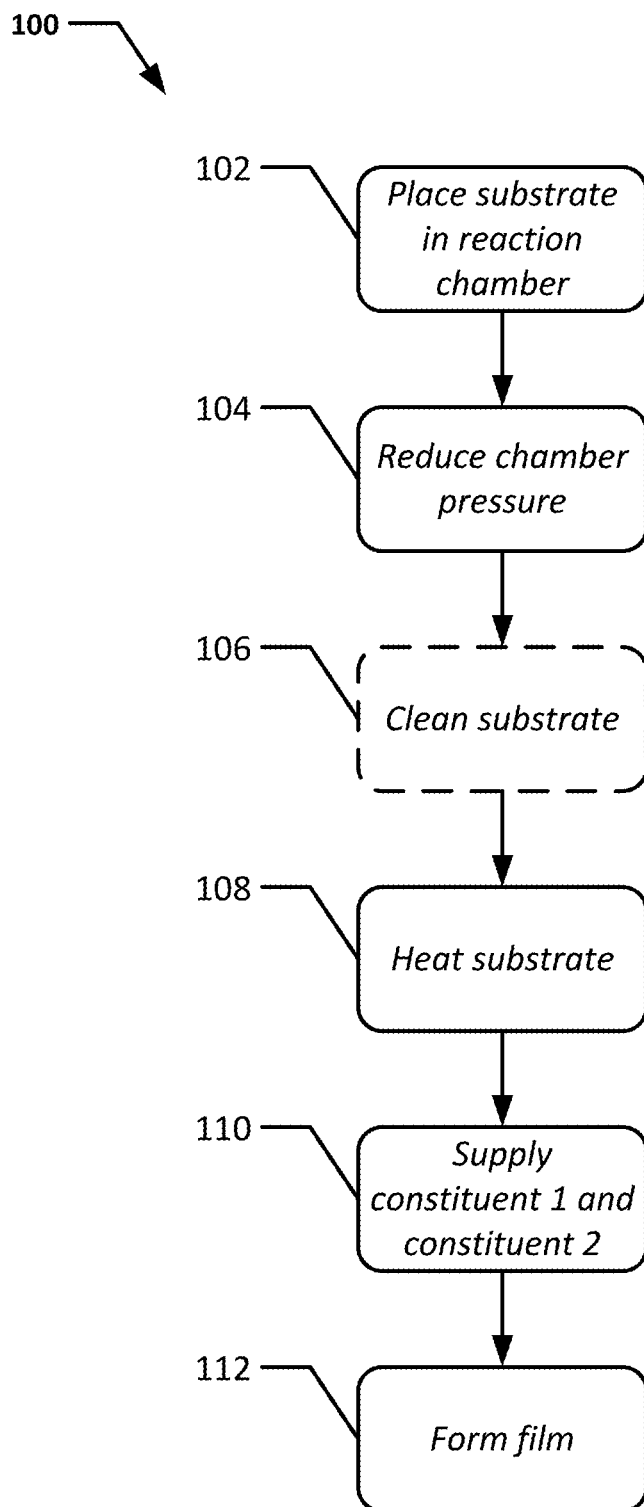 100
102
Place substrate
in reaction
chamber
104
Reduce chamber
pressure
106
Clean substrate
108
Heat substrate
110
Supply
constituent 1 and
constituent 2
112
Form film